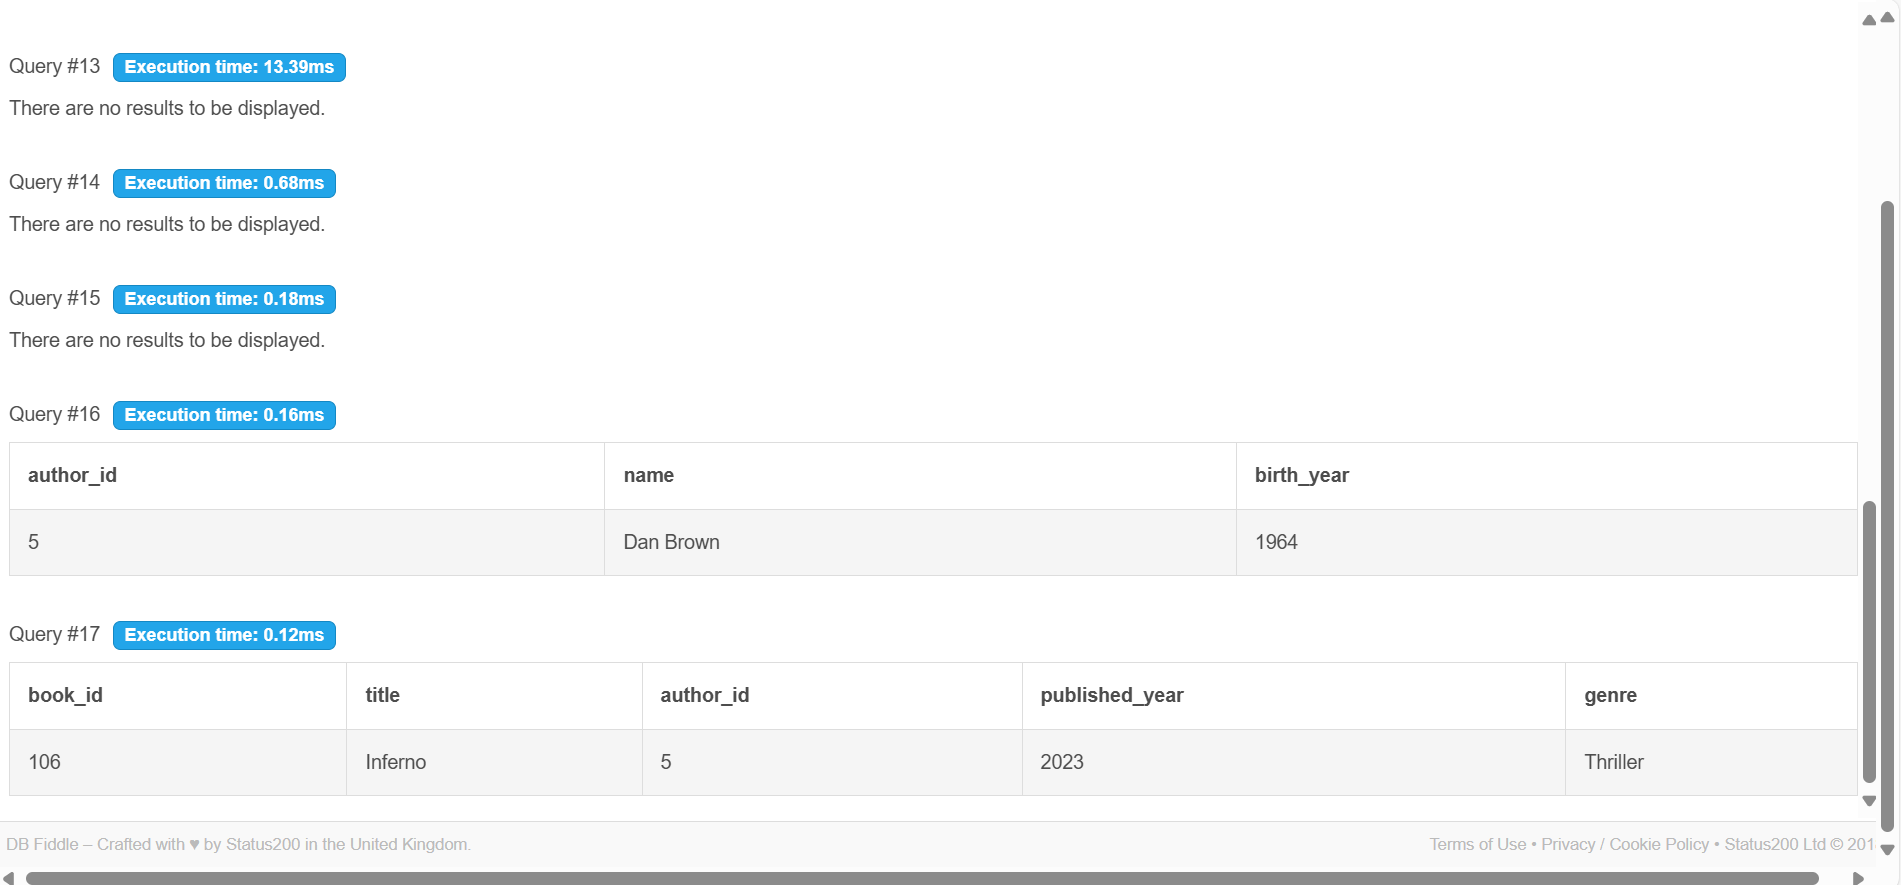 Query #13 Execution time: 13.39ms
There are no results to be displayed.
Query #14 Execution time: 0.68ms
There are no results to be displayed.
Query #15 Execution time: 0.18ms
There are no results to be displayed.
Query #16 Execution time: 0.16ms
author_id name birth_year
5 Dan Brown 1964
Query #17 Execution time: 0.12ms
book_id title author_id published_year genre
106 Inferno 5 2023 Thriller
DB Fiddle – Crafted with ♥ by Status200 in the United Kingdom. Terms of Use • Privacy / Cookie Policy • Status200 Ltd © 201